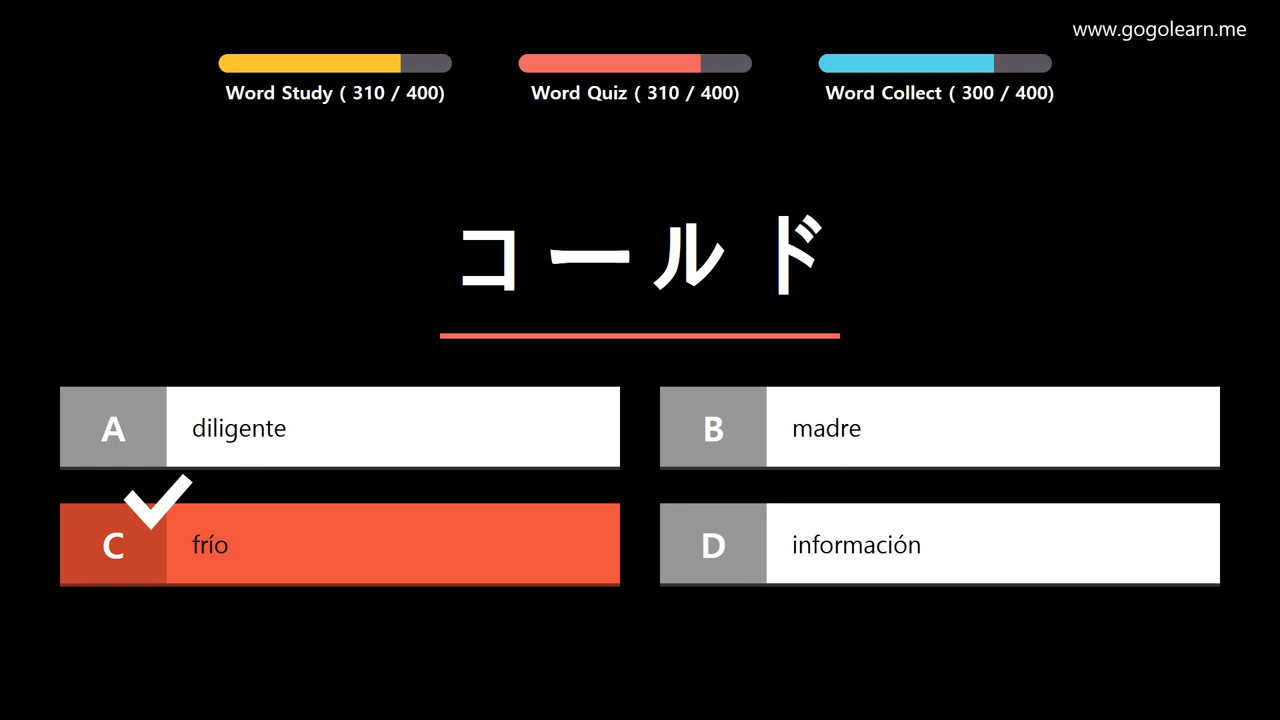 www.gogolearn.me
Word Study ( 310 / 400)
Word Quiz ( 310 / 400)
Word Collect ( 300 / 400)
コールド
A diligente
B madre
C frío
D información